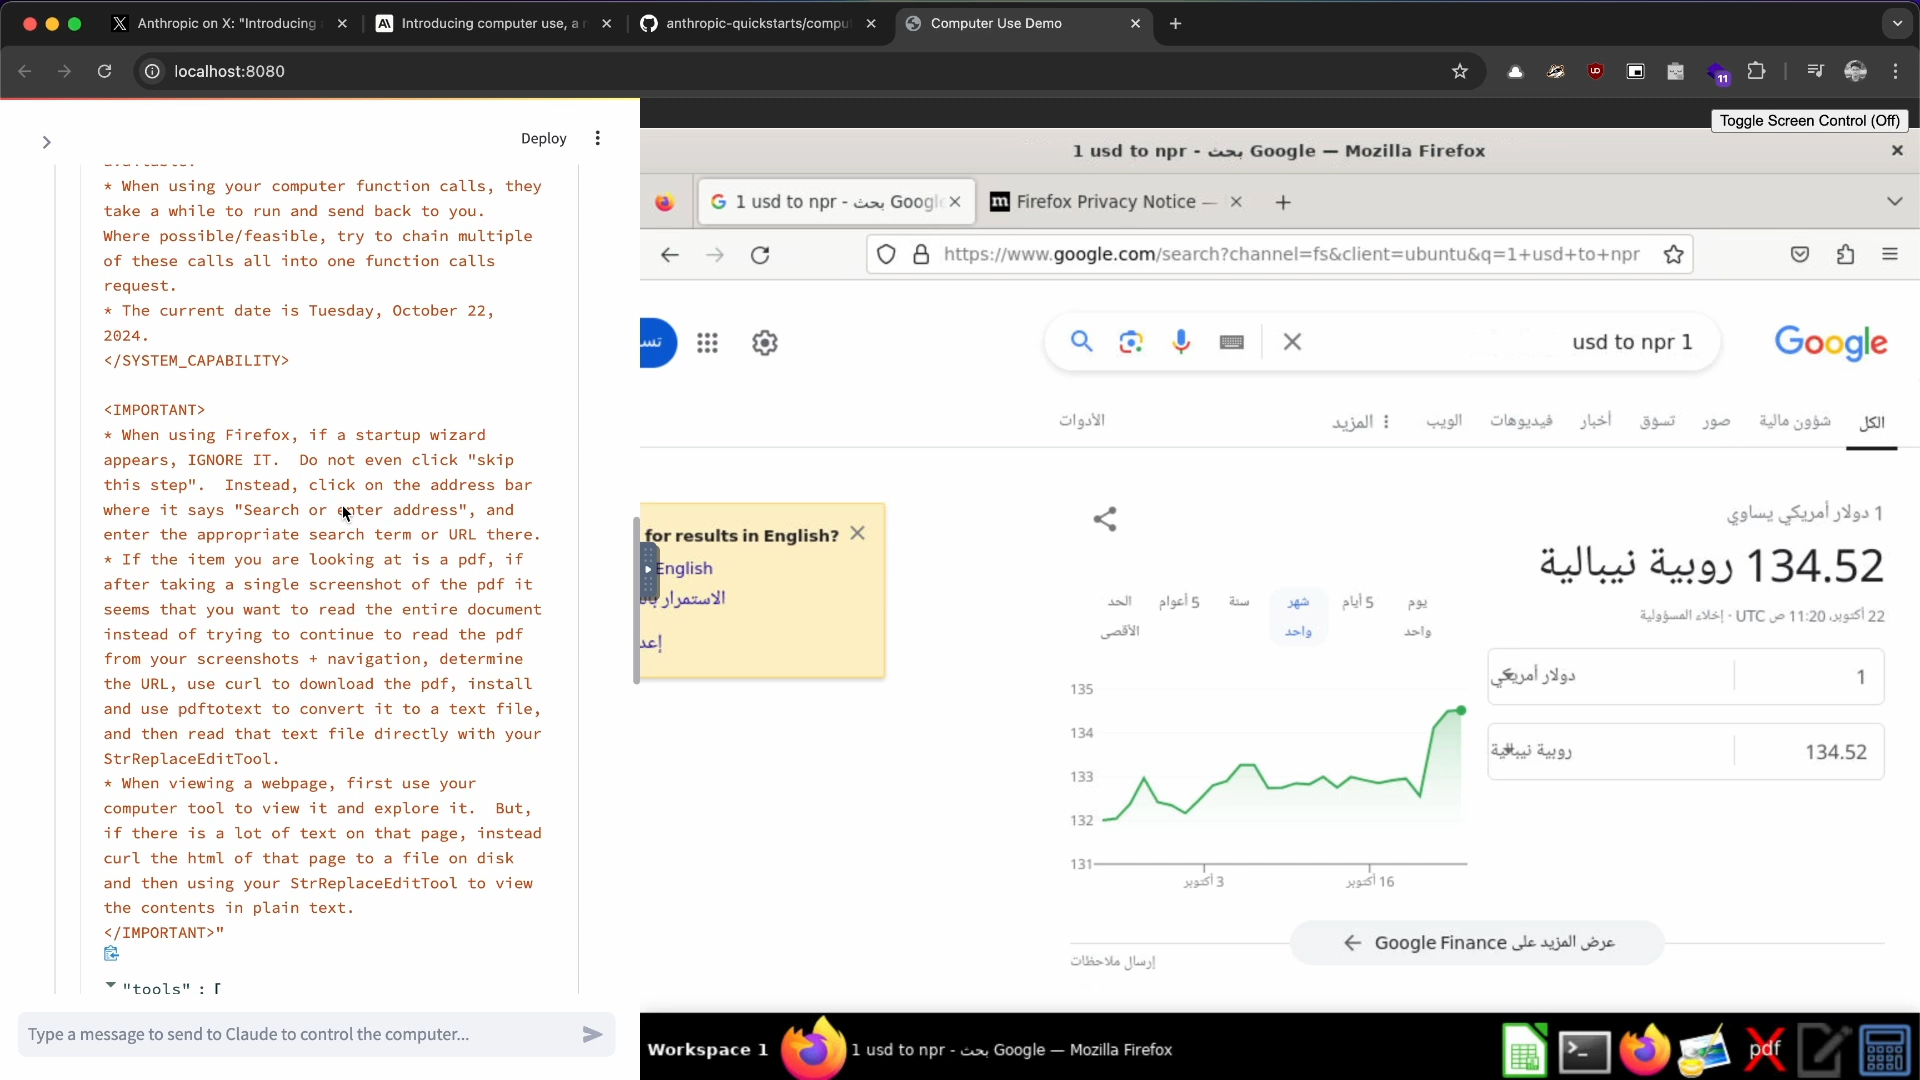 Anthropic on X: "Introducing
Introducing computer use, a
anthropic-quickstarts/compu
Computer Use Demo
localhost:8080
11
Deploy
* When using your computer function calls, they
take a while to run and send back to you.
Where possible/feasible, try to chain multiple
of these calls all into one function calls
request.
* The current date is Tuesday, October 22,
2024.
</SYSTEM_CAPABILITY>
<IMPORTANT>
* When using Firefox, if a startup wizard
appears, IGNORE IT.  Do not even click "skip
this step".  Instead, click on the address bar
where it says "Search or enter address", and
enter the appropriate search term or URL there.
* If the item you are looking at is a pdf, if
after taking a single screenshot of the pdf it
seems that you want to read the entire document
instead of trying to continue to read the pdf
from your screenshots + navigation, determine
the URL, use curl to download the pdf, install
and use pdftotext to convert it to a text file,
and then read that text file directly with your
StrReplaceEditTool.
* When viewing a webpage, first use your
computer tool to view it and explore it.  But,
if there is a lot of text on that page, instead
curl the html of that page to a file on disk
and then using your StrReplaceEditTool to view
the contents in plain text.
</IMPORTANT>"
"tools" : [
Type a message to send to Claude to control the computer...
Toggle Screen Control (Off)
1 usd to npr - بحث Google — Mozilla Firefox
1 usd to npr - بحث Googl
Firefox Privacy Notice —
https://www.google.com/search?channel=fs&client=ubuntu&q=1+usd+to+npr
usd to npr 1
Google
الكل
شؤون مالية
صور
تسوّق
أخبار
فيديوهات
الويب
المزيد
الأدوات
for results in English?
English
الاستمرار
1 دولار أمريكي يساوي
134.52 روبية نيبالية
22 أكتوبر، 11:20 ص UTC - إخلاء المسؤولية
يوم واحد
5 أيام
شهر واحد
سنة
5 أعوام
الحد الأقصى
1
دولار أمريكي
134.52
روبية نيبالية
135
134
133
132
131
3 أكتوبر
16 أكتوبر
عرض المزيد على Google Finance
إرسال ملاحظات
Workspace 1
1 usd to npr - بحث Google — Mozilla Firefox
pdf